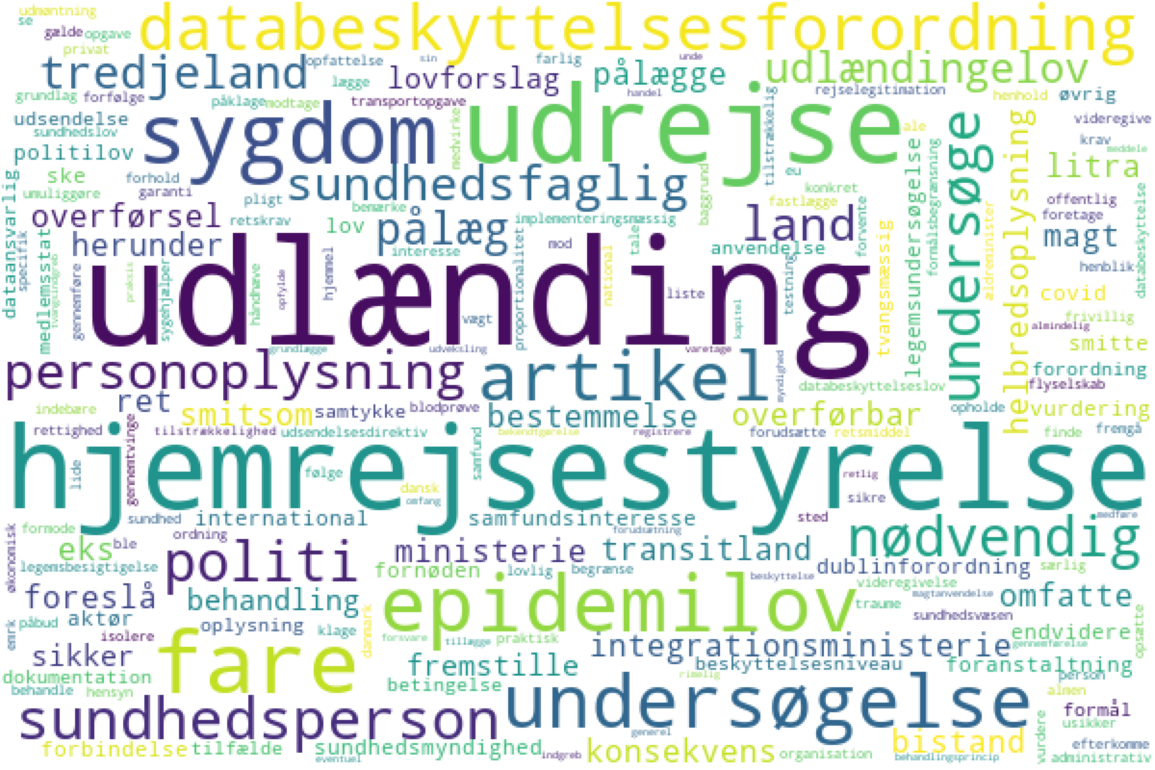 udmøntning
se
gælde opgave
privat
databeskyttelsesforordning
tredjeland
opfattelse
sin
farlig
unde
lægge
lovforslag
pålægge
udlændingelov
handel
grundlag
forfølge
påklage
modtage
transportopgave
rejselegitimation
henhold
øvrig
udsendelse
sundhedslov
sygdom
medvirke
udrejse
tilstrækkelig
ale
undersøge
helbredsoplysning
videregive
krav
meddele
politilov
ske
umuliggøre
forhold
garanti
sundhedsfaglig
baggrund
eu
konkret
fastlægge
legemsundersøgelse
formålsbegrænsning
litra
databeskyttelse
dataansvarlig
specifik
overførsel
pligt
retskrav
bemærke
lov
pålæg
implementeringsmæssig
tale
land
forvente
offentlig
foretage
magt
henblik
herunder
interesse
proportionalitet
mod
anvendelse
tvangsmæssig
aldreminister
medlemsstat
tvangsindgreb
gennemføre
praksis
sygehjælper
håndhæve
opfylde
hjemmel
udlænding
vægt
national
liste
kapitel
testning
covid
almindelig
frivillig
smitte
grundlægge
udveksling
varetage
myndighed
personoplysning
artikel
databeskyttelseslov
forordning
flyselskab
indebære
ret
smitsom
samtykke
blodprøve
bestemmelse
overførbar
opholde
vurdering
rettighed
gennemtvinge
tilstrækkelighed
udsendelsesdirektiv
bekendtgørelse
registrere
forudsætte
retsmiddel
finde
fremgå
hjemrejsestyrelse
lide
følge
samfund
dansk
omfang
retlig
sikre
formode
sundhed
international
samfundsinteresse
sted
medføre
økonomisk
eks
ble
ordning
forudsætning
nødvendig
legemsbesigtigelse
politi
ministerie
transitland
fornøden
lovlig
begrænse
beskyttelse
dublinforordning
særlig
videregivelse
foreslå
behandling
epidemilov
magtanvendelse
traume
omfatte
emrk
påbud
aktør
oplysning
klage
danmark
sundhedsvæsen
opsætte
isolere
fare
forsvare
tillægge
praktisk
integrationsministerie
endvidere
gennemførelse
sikker
fremstille
beskyttelsesniveau
foranstaltning
dokumentation
betingelse
rimelig
person
behandle
hensyn
almen
sundhedsperson
undersøgelse
formål
usikker
generel
vurdere
forbindelse
tilfælde
sundhedsmyndighed
indgreb
konsekvens
organisation
bistand
efterkomme
eventuel
behandlingsprincip
administrativ